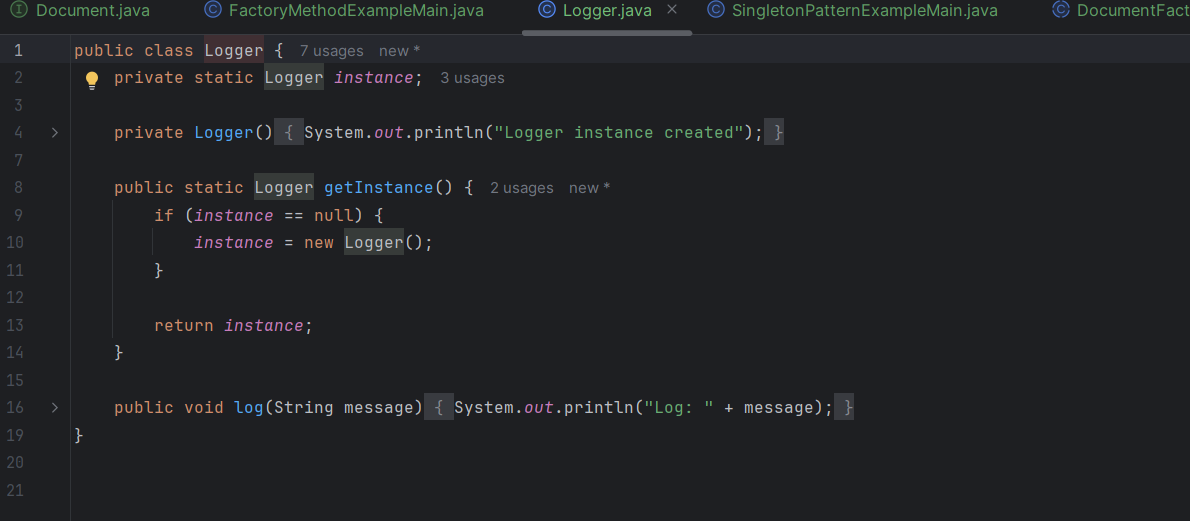 Document.java FactoryMethodExampleMain.java Logger.java SingletonPatternExampleMain.java DocumentFact
1 public class Logger { 7 usages new *
2 private static Logger instance; 3 usages
3
4 private Logger() { System.out.println("Logger instance created"); }
7
8 public static Logger getInstance() { 2 usages new *
9 if (instance == null) {
10 instance = new Logger();
11 }
12
13 return instance;
14 }
15
16 public void log(String message) { System.out.println("Log: " + message); }
19 }
20
21